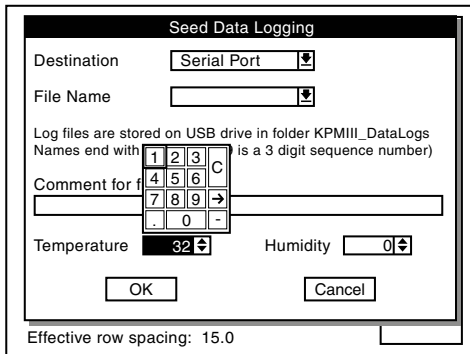 Seed Data Logging
Destination Serial Port
File Name
Log files are stored on USB drive in folder KPMIII_DataLogs
Names end with is a 3 digit sequence number)
1 2 3 C
4 5 6
Comment for f
7 8 9 →
. 0 -
Temperature 32 Humidity 0
OK Cancel
Effective row spacing: 15.0